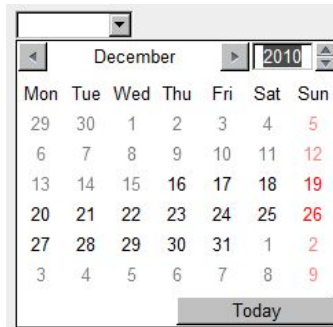 December 2010
Mon Tue Wed Thu Fri Sat Sun
29 30 1 2 3 4 5
6 7 8 9 10 11 12
13 14 15 16 17 18 19
20 21 22 23 24 25 26
27 28 29 30 31 1 2
3 4 5 6 7 8 9
Today